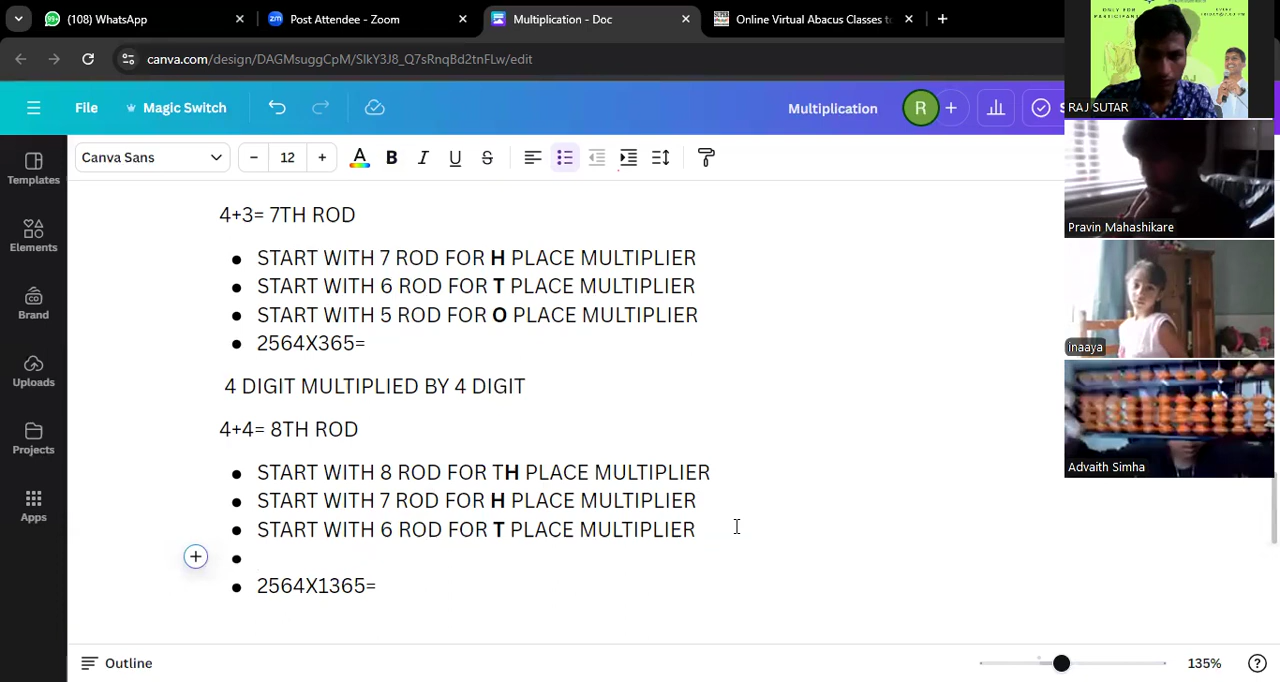 (108) WhatsApp
Post Attendee - Zoom
Multiplication - Doc
Online Virtual Abacus Classes to
canva.com/design/DAGMsuggCpM/SlkY3J8_Q7sRnqBd2tnFLw/edit
File
Magic Switch
Multiplication
R
Canva Sans
12
A
B
I
U
S
Templates
Elements
Brand
Uploads
Projects
Apps
4+3= 7TH ROD
START WITH 7 ROD FOR H PLACE MULTIPLIER
START WITH 6 ROD FOR T PLACE MULTIPLIER
START WITH 5 ROD FOR O PLACE MULTIPLIER
2564X365=
4 DIGIT MULTIPLIED BY 4 DIGIT
4+4= 8TH ROD
START WITH 8 ROD FOR TH PLACE MULTIPLIER
START WITH 7 ROD FOR H PLACE MULTIPLIER
START WITH 6 ROD FOR T PLACE MULTIPLIER
2564X1365=
Outline
135%
ONLY FOR
RAJ SUTAR
Pravin Mahashikare
inaaya
Advaith Simha